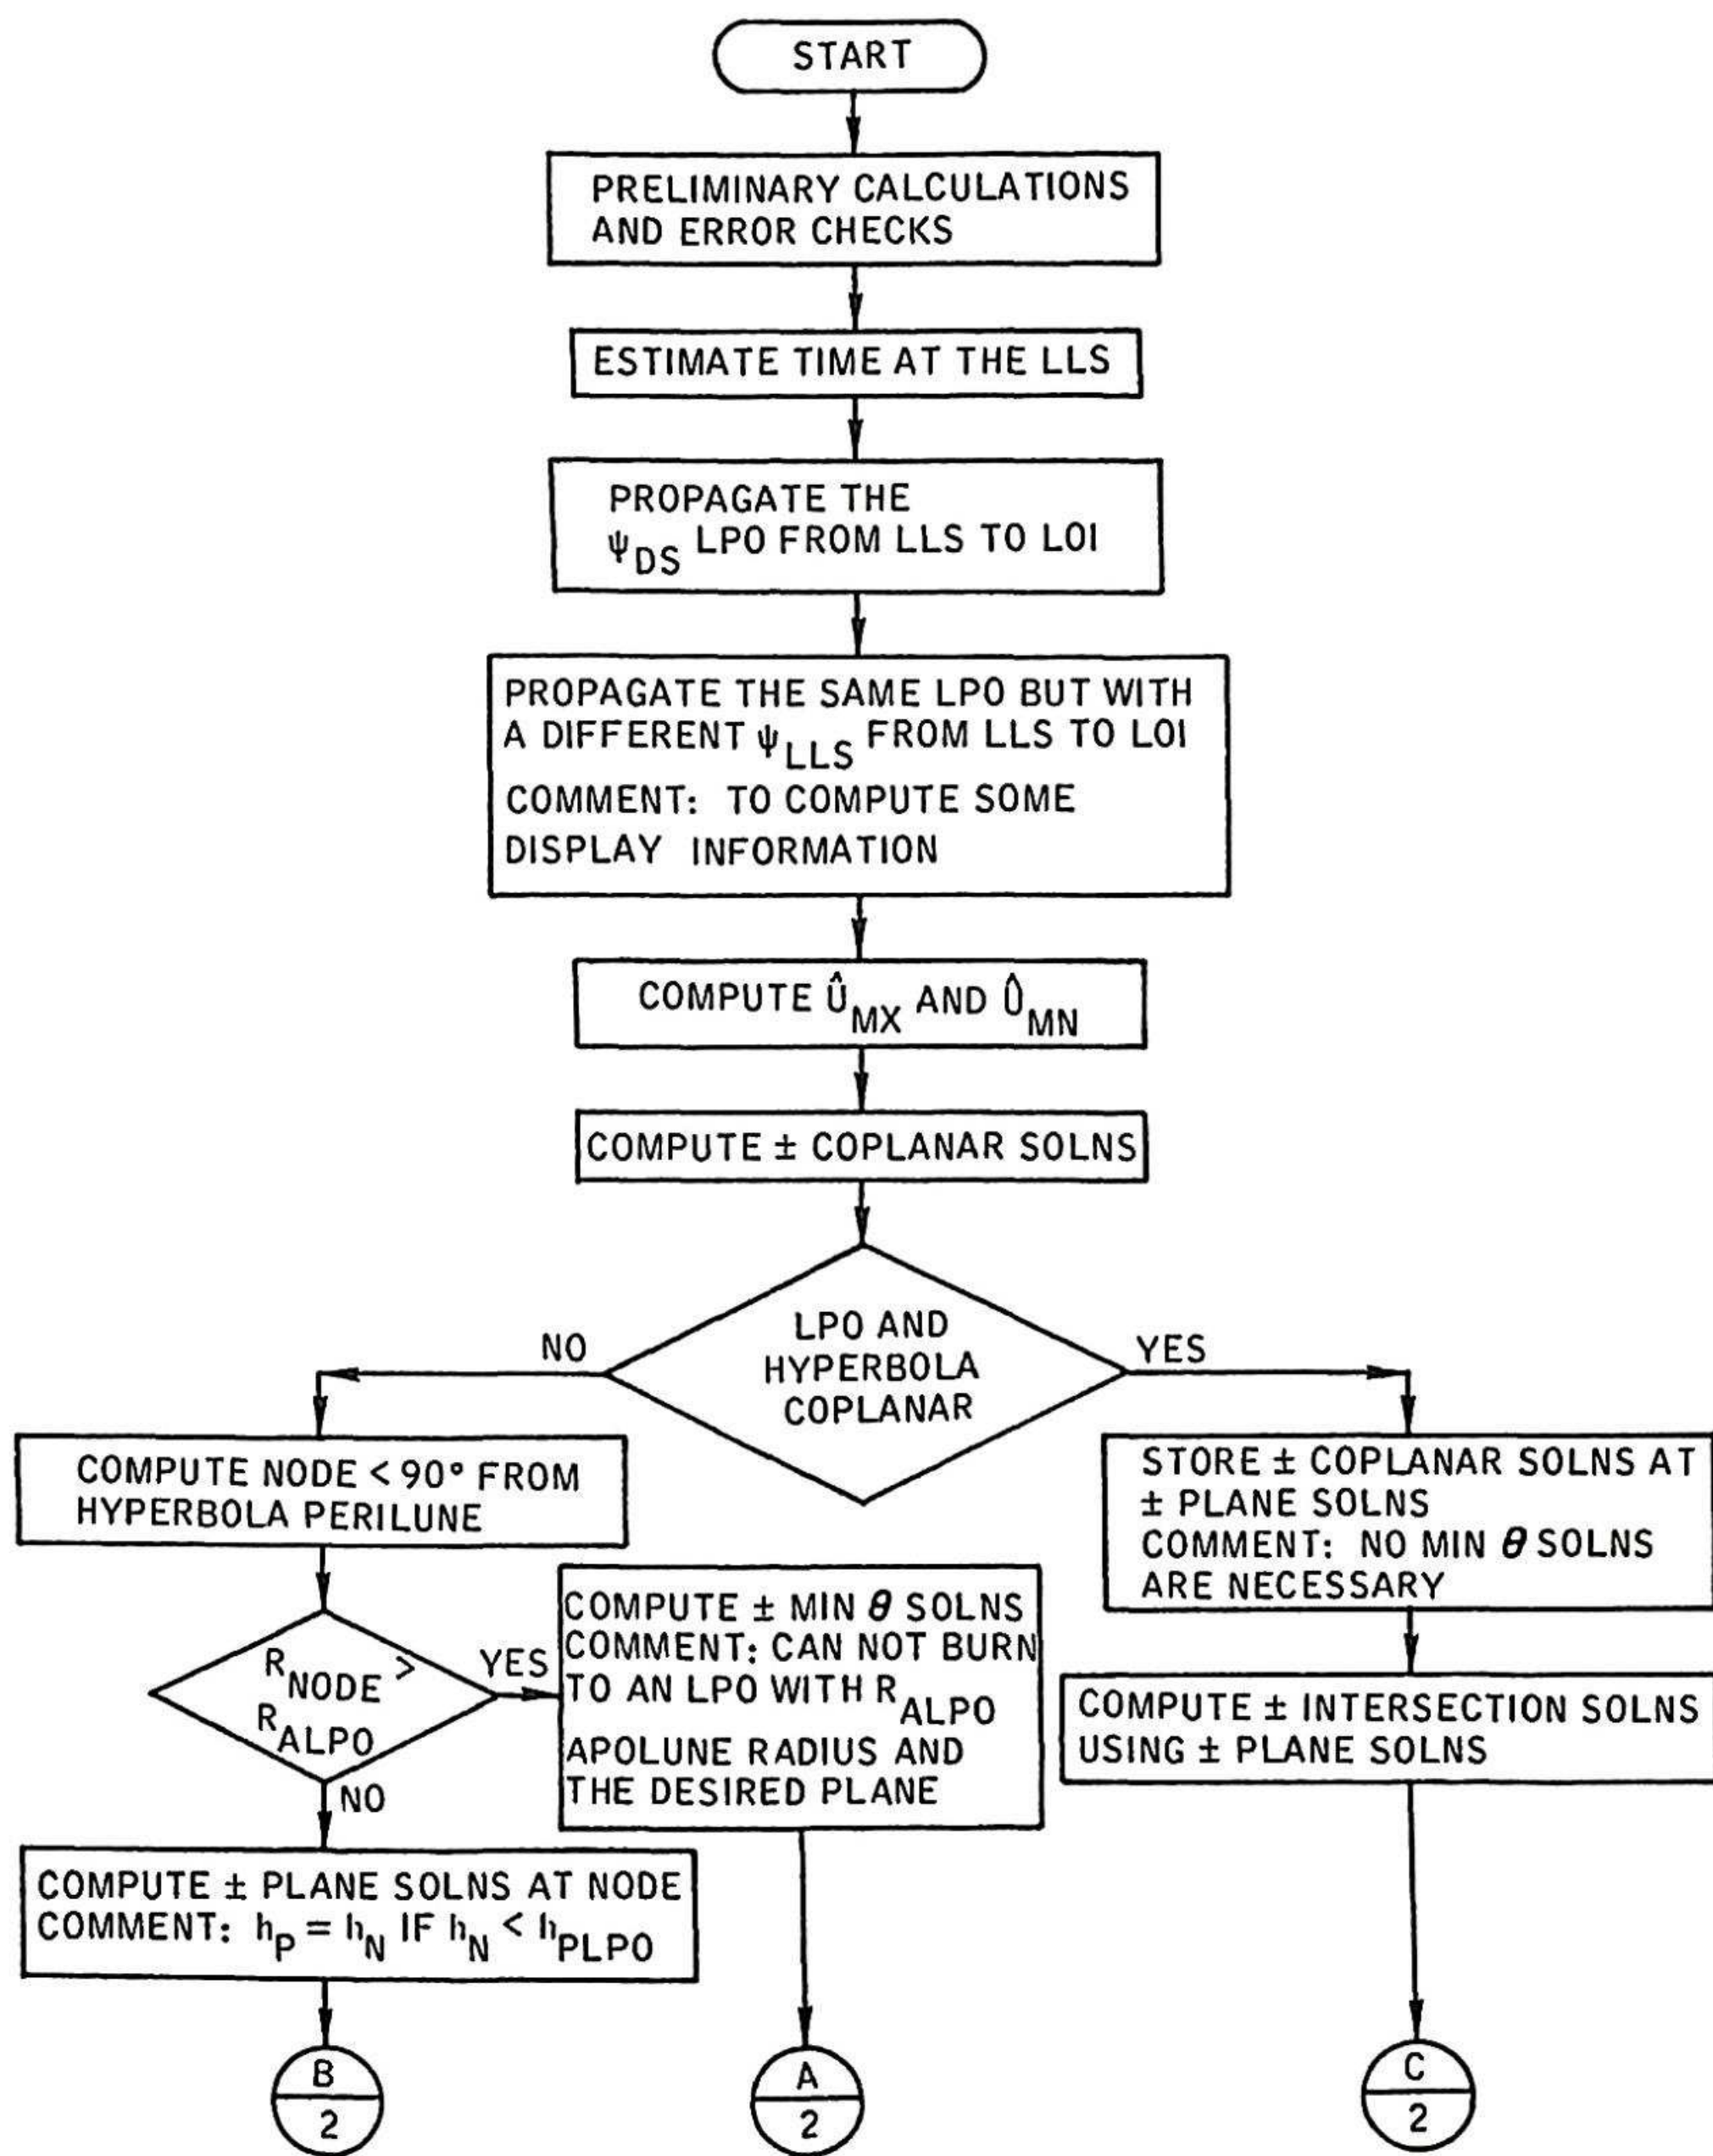 START
PRELIMINARY CALCULATIONS
AND ERROR CHECKS
ESTIMATE TIME AT THE LLS
PROPAGATE THE
ψDS LPO FROM LLS TO LOI
PROPAGATE THE SAME LPO BUT WITH
A DIFFERENT ψLLS FROM LLS TO LOI
COMMENT: TO COMPUTE SOME
DISPLAY INFORMATION
COMPUTE ÛMX AND ÛMN
COMPUTE ± COPLANAR SOLNS
LPO AND
HYPERBOLA
COPLANAR
NO
YES
COMPUTE NODE < 90° FROM
HYPERBOLA PERILUNE
RNODE >
RALPO
YES
NO
COMPUTE ± MIN θ SOLNS
COMMENT: CAN NOT BURN
TO AN LPO WITH RALPO
APOLUNE RADIUS AND
THE DESIRED PLANE
STORE ± COPLANAR SOLNS AT
± PLANE SOLNS
COMMENT: NO MIN θ SOLNS
ARE NECESSARY
COMPUTE ± INTERSECTION SOLNS
USING ± PLANE SOLNS
COMPUTE ± PLANE SOLNS AT NODE
COMMENT: hP = hN IF hN < hPLPO
B
2
A
2
C
2